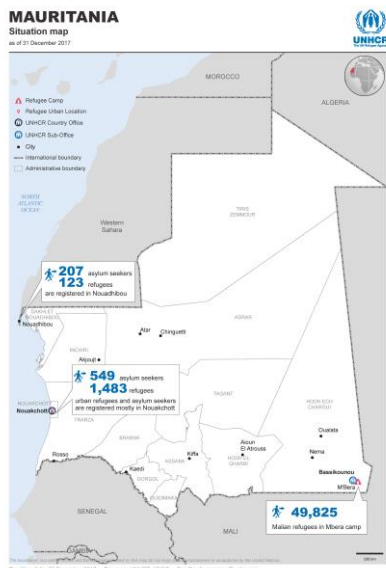 MAURITANIA
Situation map
as of 31 December 2017
UNHCR
The UN Refugee Agency
MOROCCO
ALGERIA
Refugee Camp
Refugee Urban Location
UNHCR Country Office
UNHCR Sub-Office
City
International boundary
Administrative boundary
NORTH
ATLANTIC
OCEAN
Western
Sahara
TIRIS
ZEMMOUR
207 asylum seekers
123 refugees
are registered in Nouadhibou
DAKHLET
NOUADHIBOU
Nouadhibou
ADRAR
Atar
Chinguetti
INCHIRI
Akjoujt
549 asylum seekers
1,483 refugees
urban refugees and asylum seekers
are registered mostly in Nouakchott
NOUAKCHOTT
Nouakchott
TRARZA
TAGANT
HODH ECH
CHARGUI
BRAKNA
Rosso
Kaedi
ASSABA
Kiffa
Aioun
El Atrouss
HODH EL
GHARBI
Oualata
Nema
Bassikounou
M'Bera
GORGOL
GUIDIMAKA
49,825
Malian refugees in Mbera camp
SENEGAL
MALI
GAMBIA